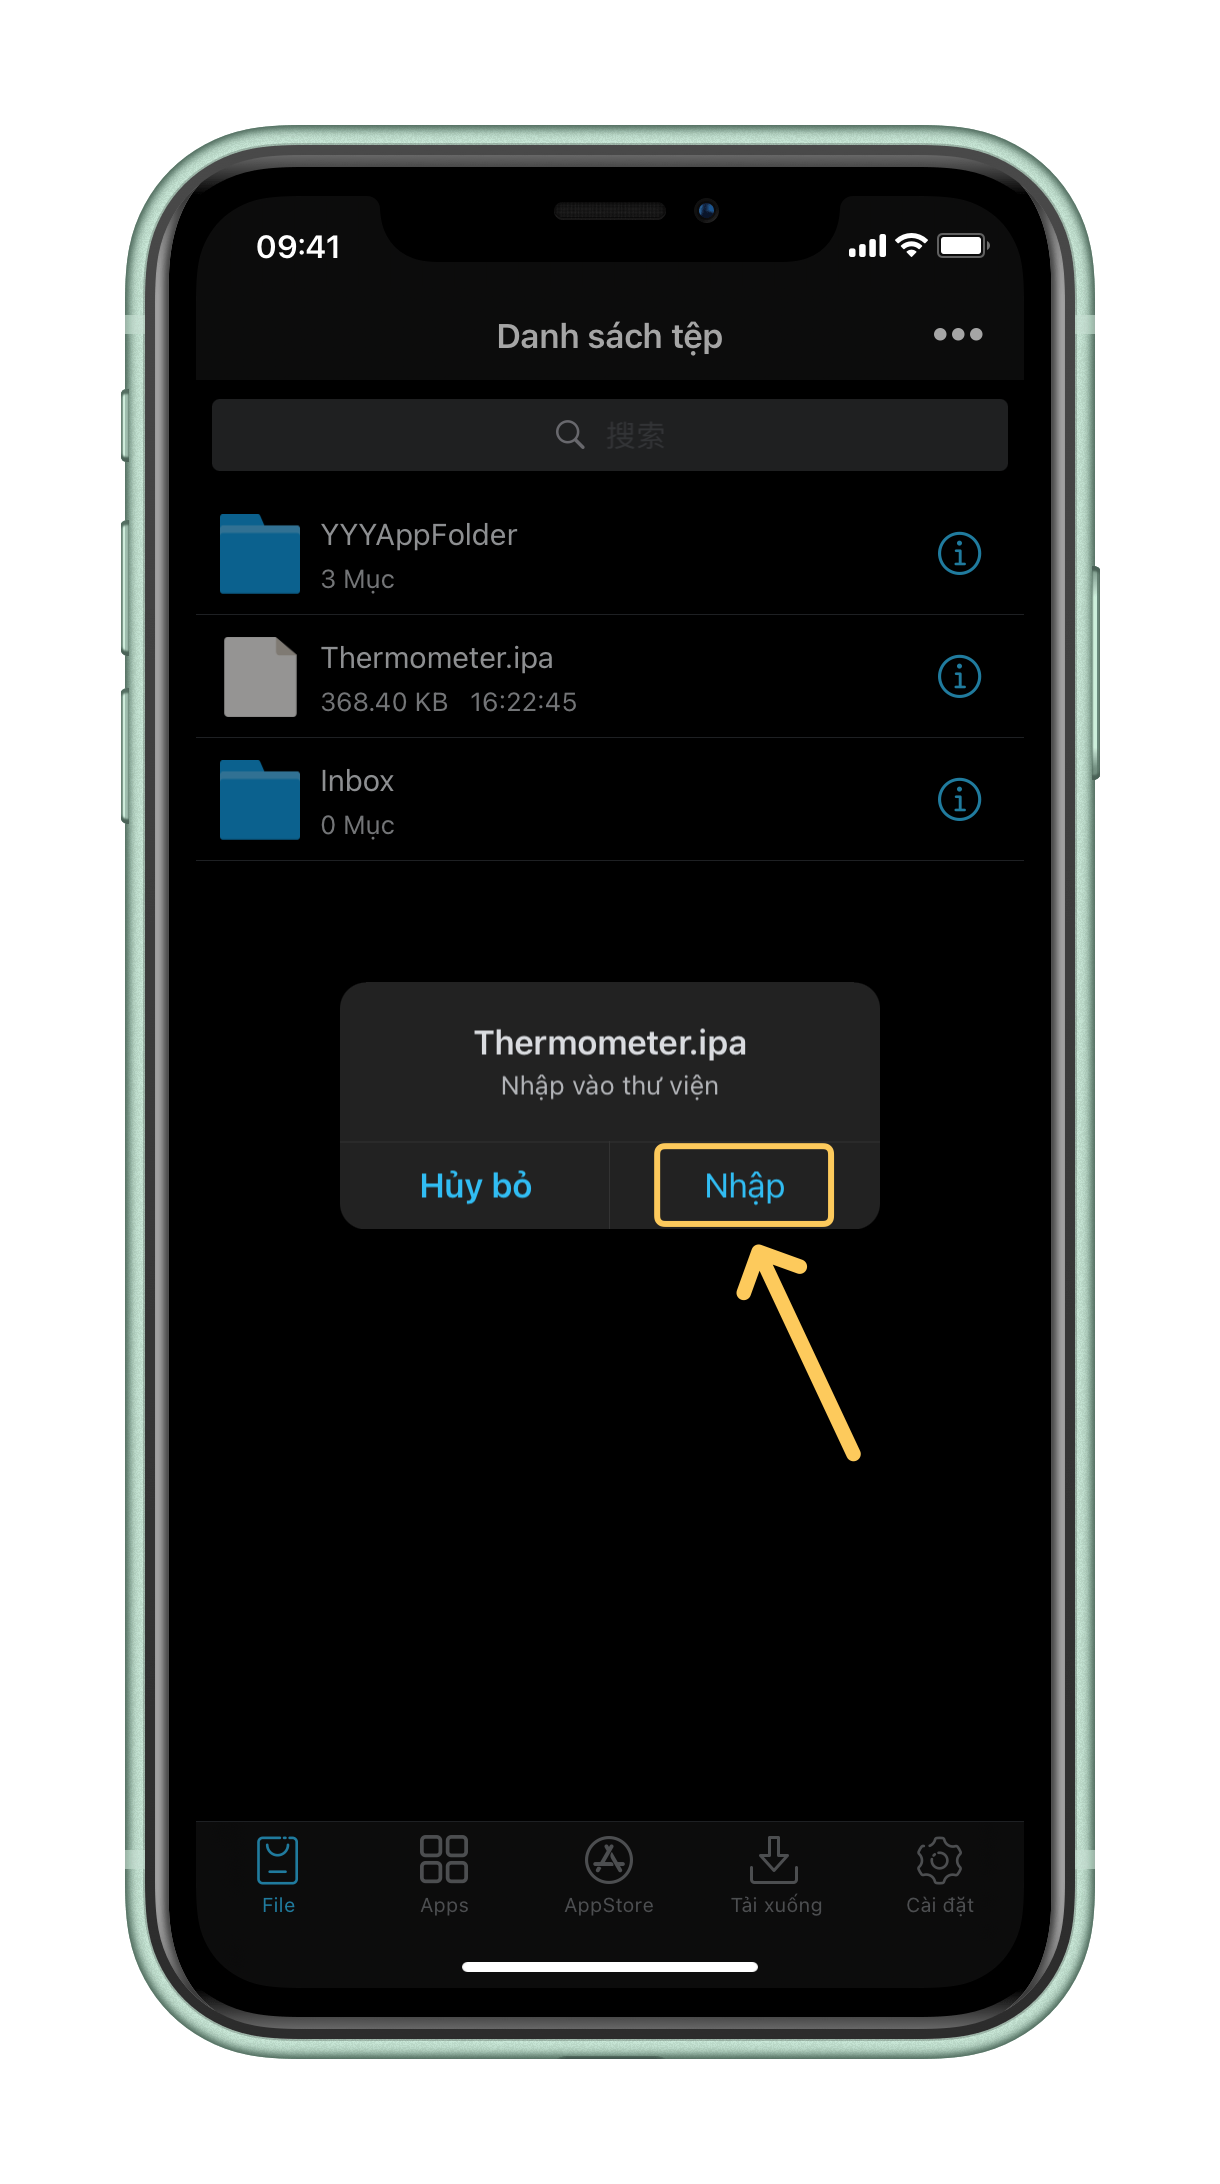 09:41
Danh sách tệp
搜索
YYYAppFolder
3 Mục
Thermometer.ipa
368.40 KB 16:22:45
Inbox
0 Mục
Thermometer.ipa
Nhập vào thư viện
Hủy bỏ Nhập
File Apps AppStore Tải xuống Cài đặt